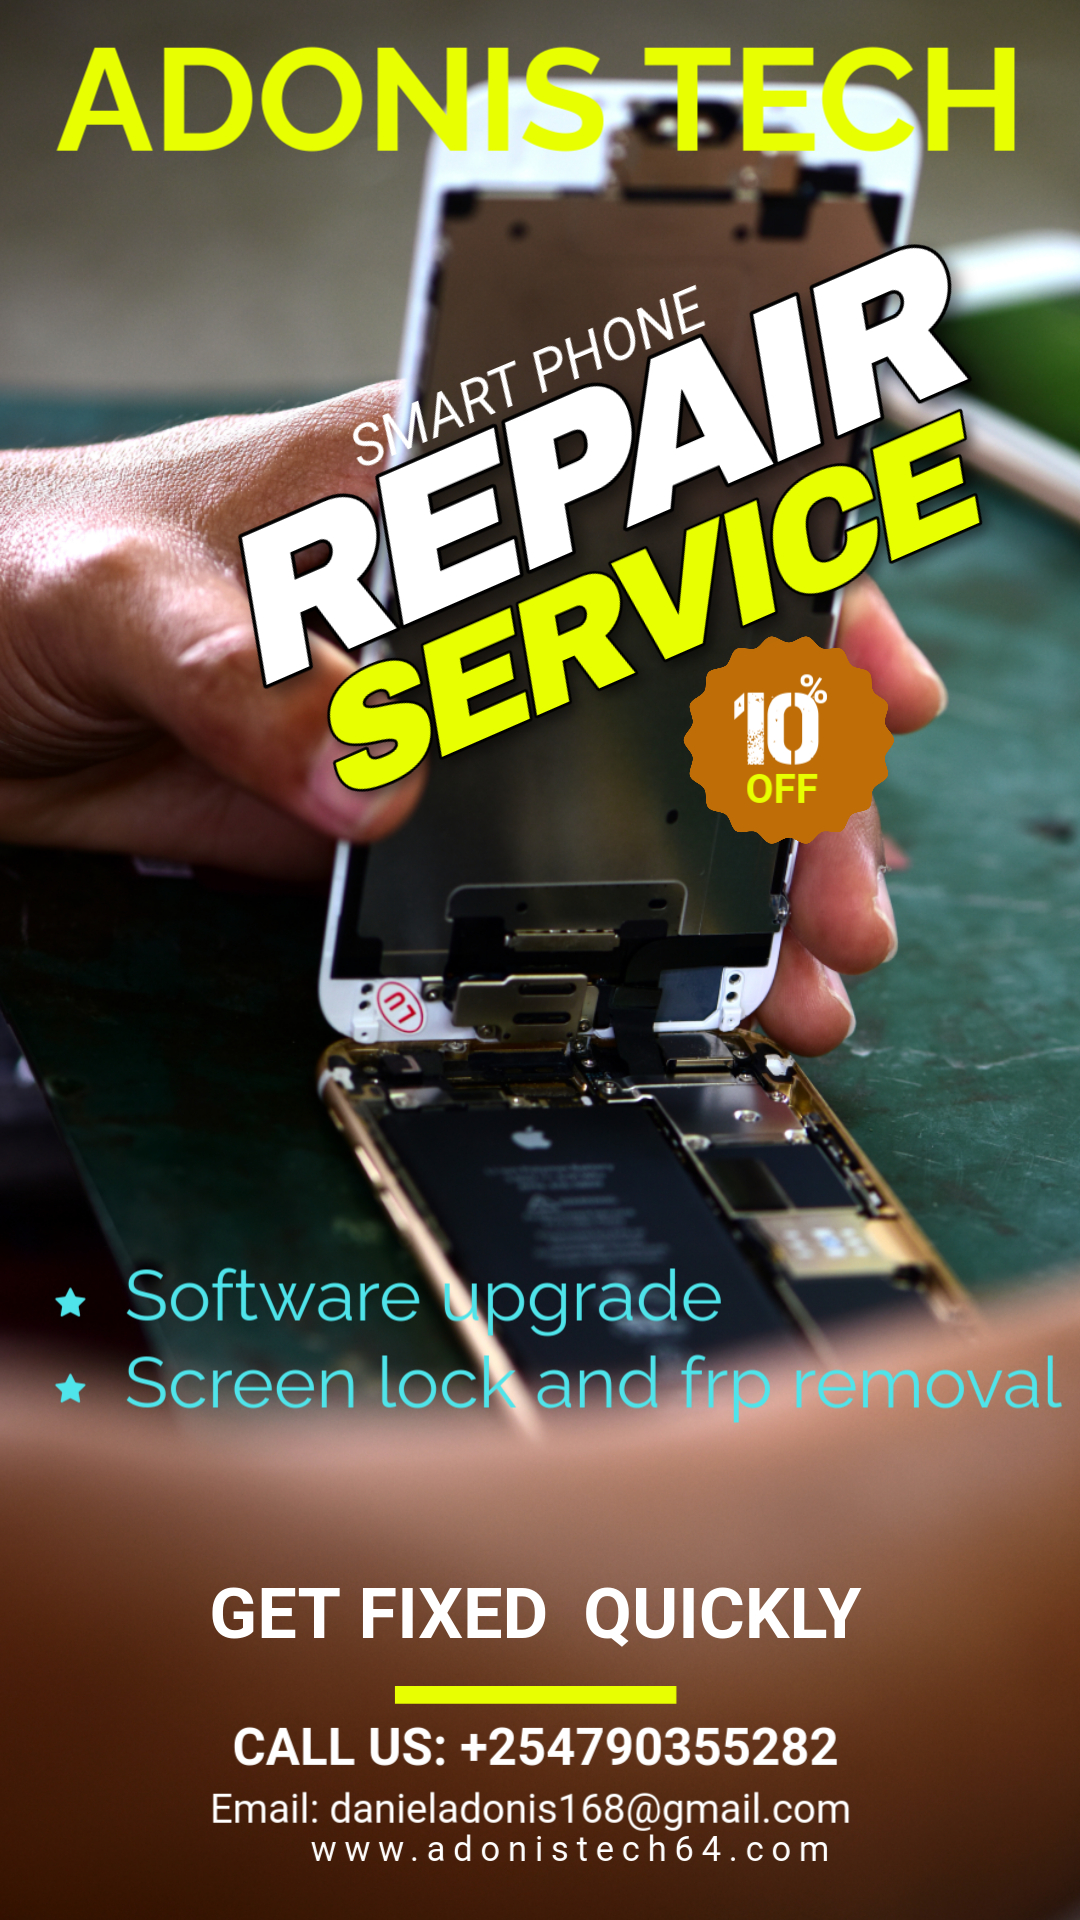 ADONIS TECH
SMART PHONE
REPAIR
SERVICE
10%
OFF
LU
Software upgrade
Screen lock and frp removal
GET FIXED QUICKLY
CALL US: +254790355282
Email: danieladonis168@gmail.com
www.adonistech64.com